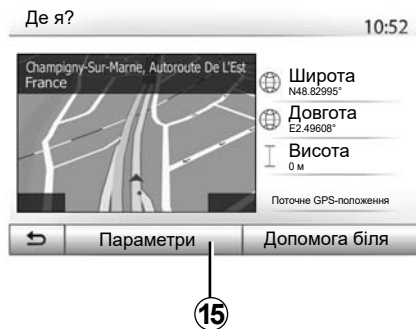 Де я?
10:52
Champigny-Sur-Marne, Autoroute De L'Est
France
Широта
N48.82995°
Довгота
E2.49608°
Висота
0 м
Поточне GPS-положення
Параметри
Допомога біля
15